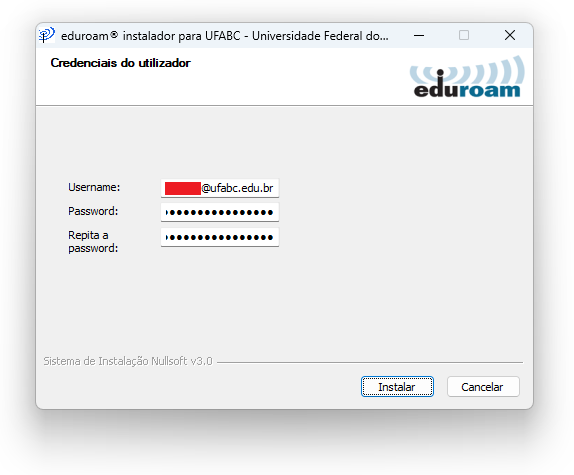 eduroam® instalador para UFABC - Universidade Federal do...
Credenciais do utilizador
eduroam
Username:
@ufabc.edu.br
Password:
●●●●●●●●●●●●●●●
Repita a
password:
●●●●●●●●●●●●●●●
Sistema de Instalação Nullsoft v3.0
Instalar
Cancelar